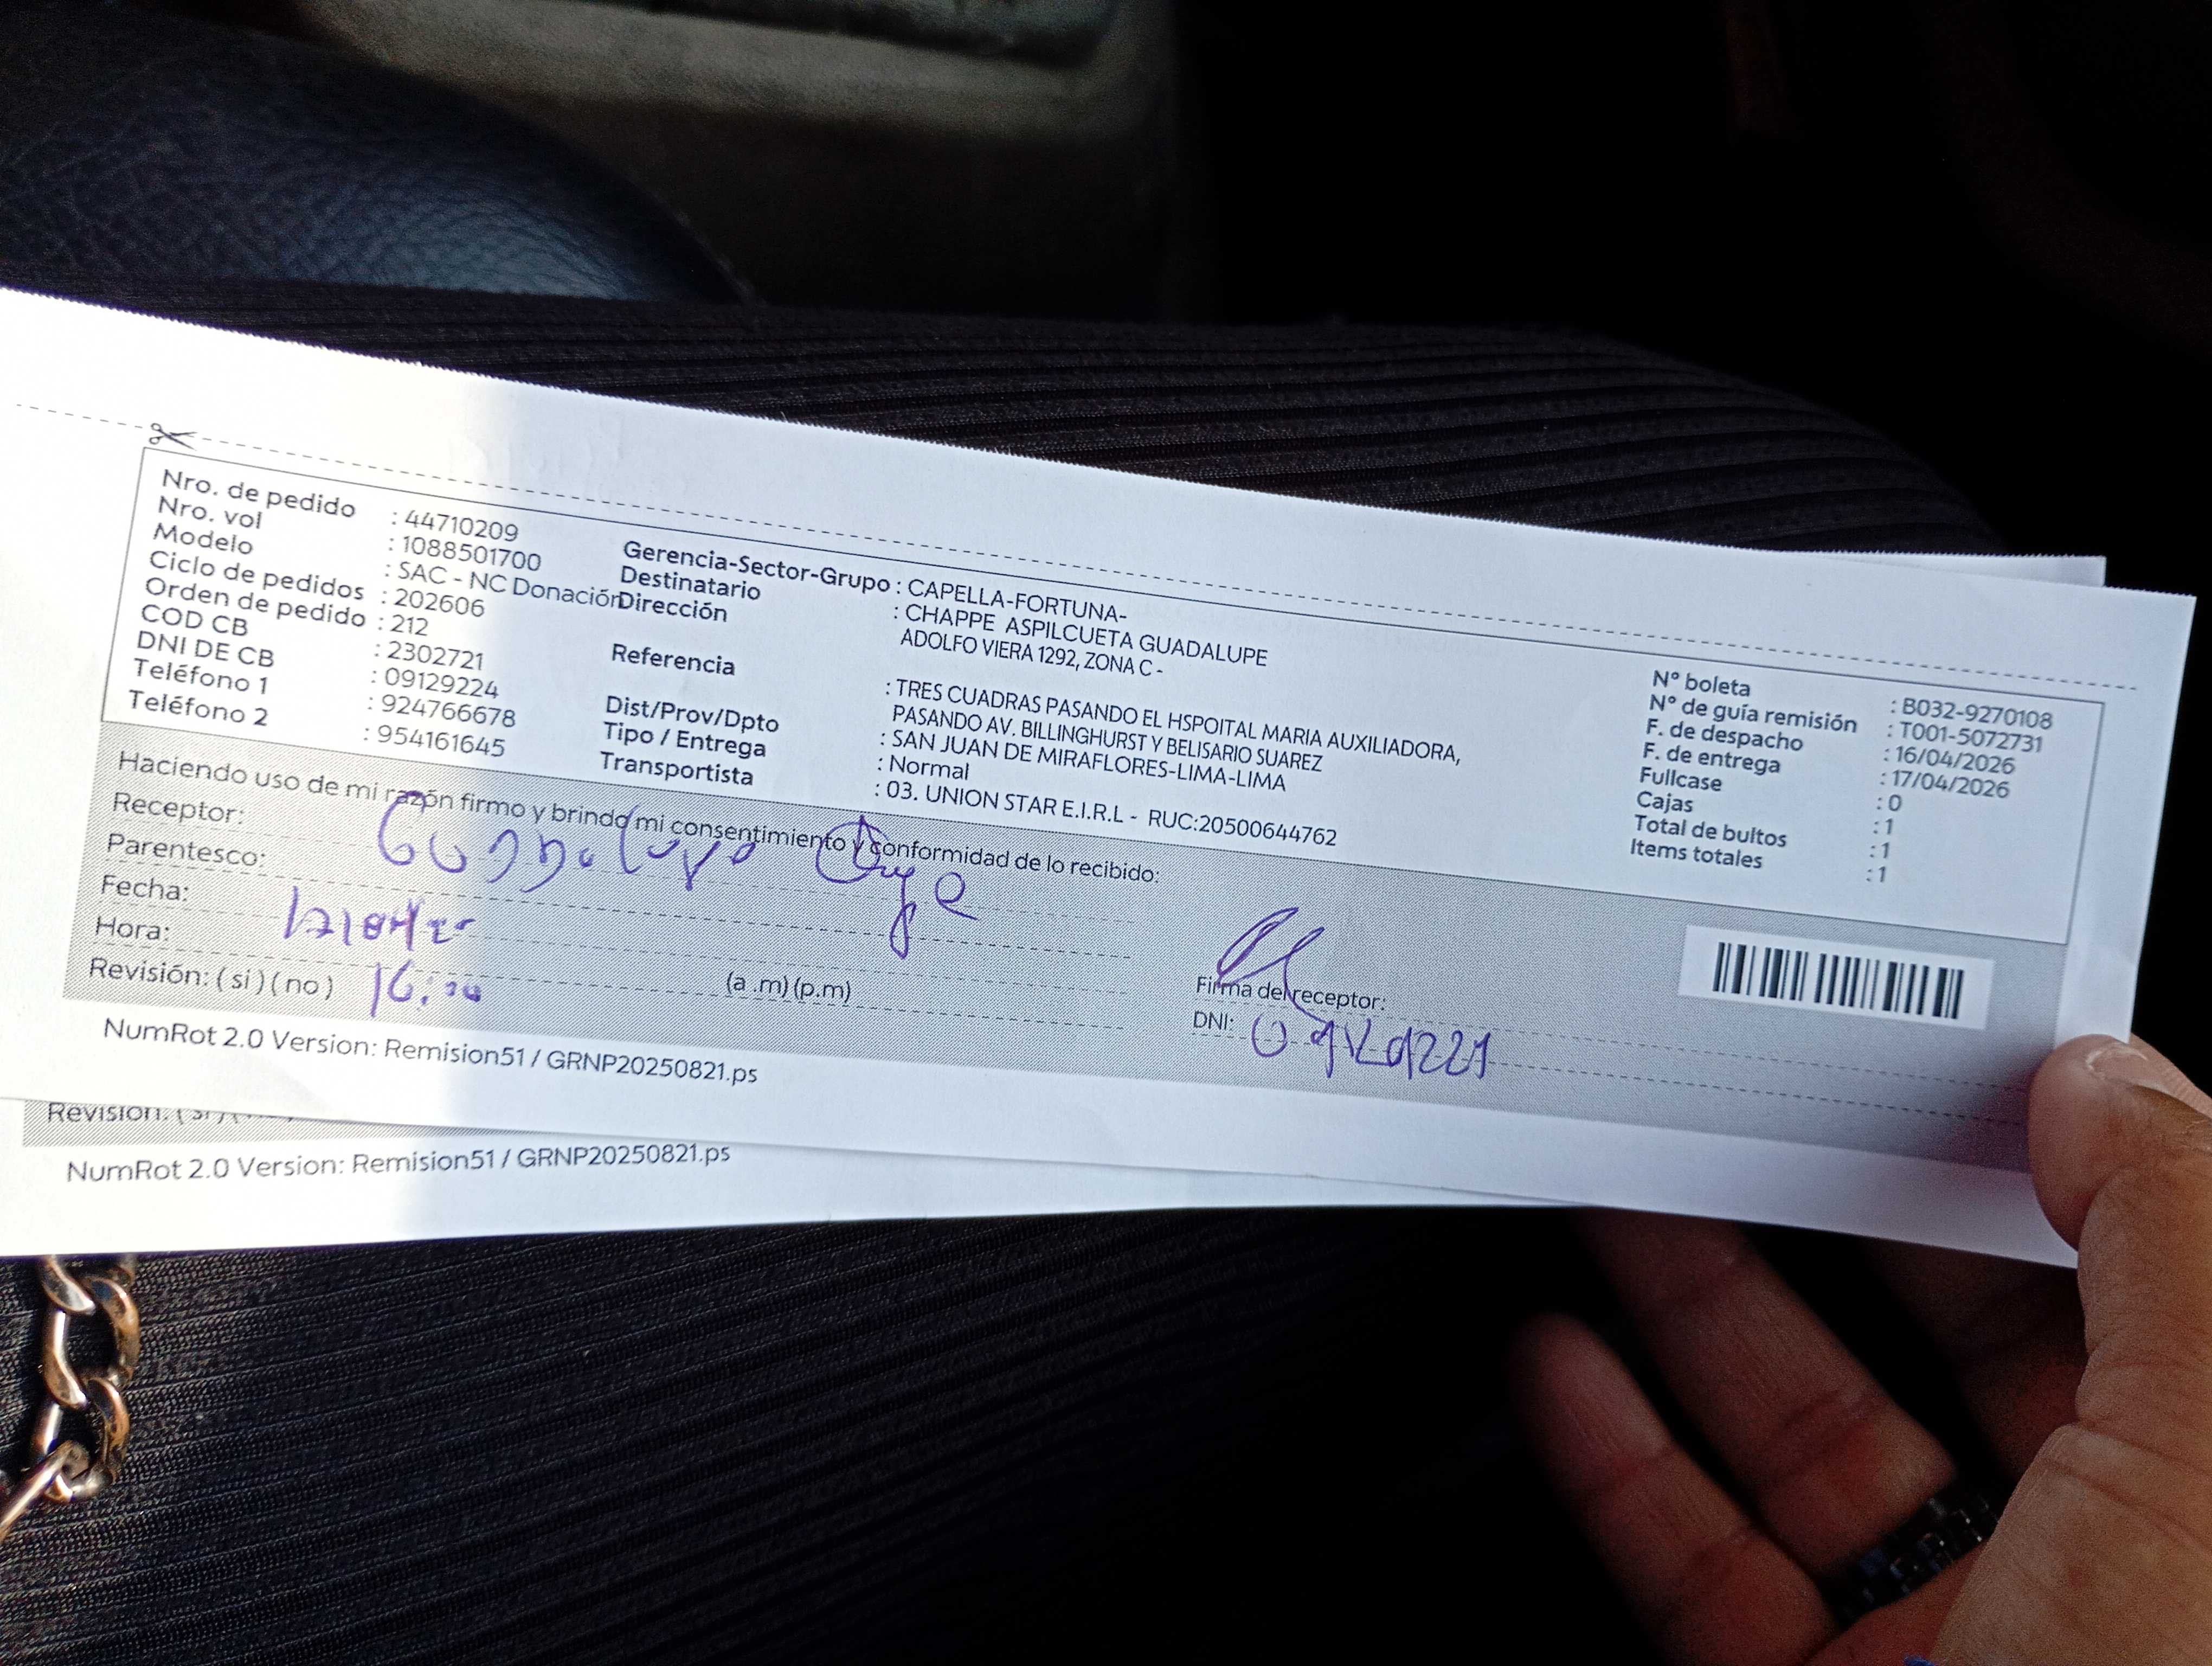 Nro. de pedido : 44710209
Nro. vol : 1088501700
Modelo : SAC - NC Donación
Ciclo de pedidos : 202606
Orden de pedido : 212
COD CB : 2302721
DNI DE CB : 09129224
Teléfono 1 : 924766678
Teléfono 2 : 954161645
Gerencia-Sector-Grupo : CAPELLA-FORTUNA-
Destinatario : CHAPPE ASPILCUETA GUADALUPE
Dirección ADOLFO VIERA 1292, ZONA C -
Referencia : TRES CUADRAS PASANDO EL HSPOITAL MARIA AUXILIADORA,
PASANDO AV. BILLINGHURST Y BELISARIO SUAREZ
Dist/Prov/Dpto : SAN JUAN DE MIRAFLORES-LIMA-LIMA
Tipo / Entrega : Normal
Transportista : 03. UNION STAR E.I.R.L - RUC:20500644762
N° boleta : B032-9270108
N° de guía remisión : T001-5072731
F. de despacho : 16/04/2026
F. de entrega : 17/04/2026
Fullcase : 0
Cajas : 1
Total de bultos : 1
Items totales : 1
Haciendo uso de mi razón firmo y brindo mi consentimiento y conformidad de lo recibido:
Receptor:
Parentesco:
Fecha:
Hora: (a .m) (p.m)
Revisión: ( si ) ( no )
Firma del receptor:
DNI:
NumRot 2.0 Version: Remision51 / GRNP20250821.ps
Revisión:
NumRot 2.0 Version: Remision51 / GRNP20250821.ps